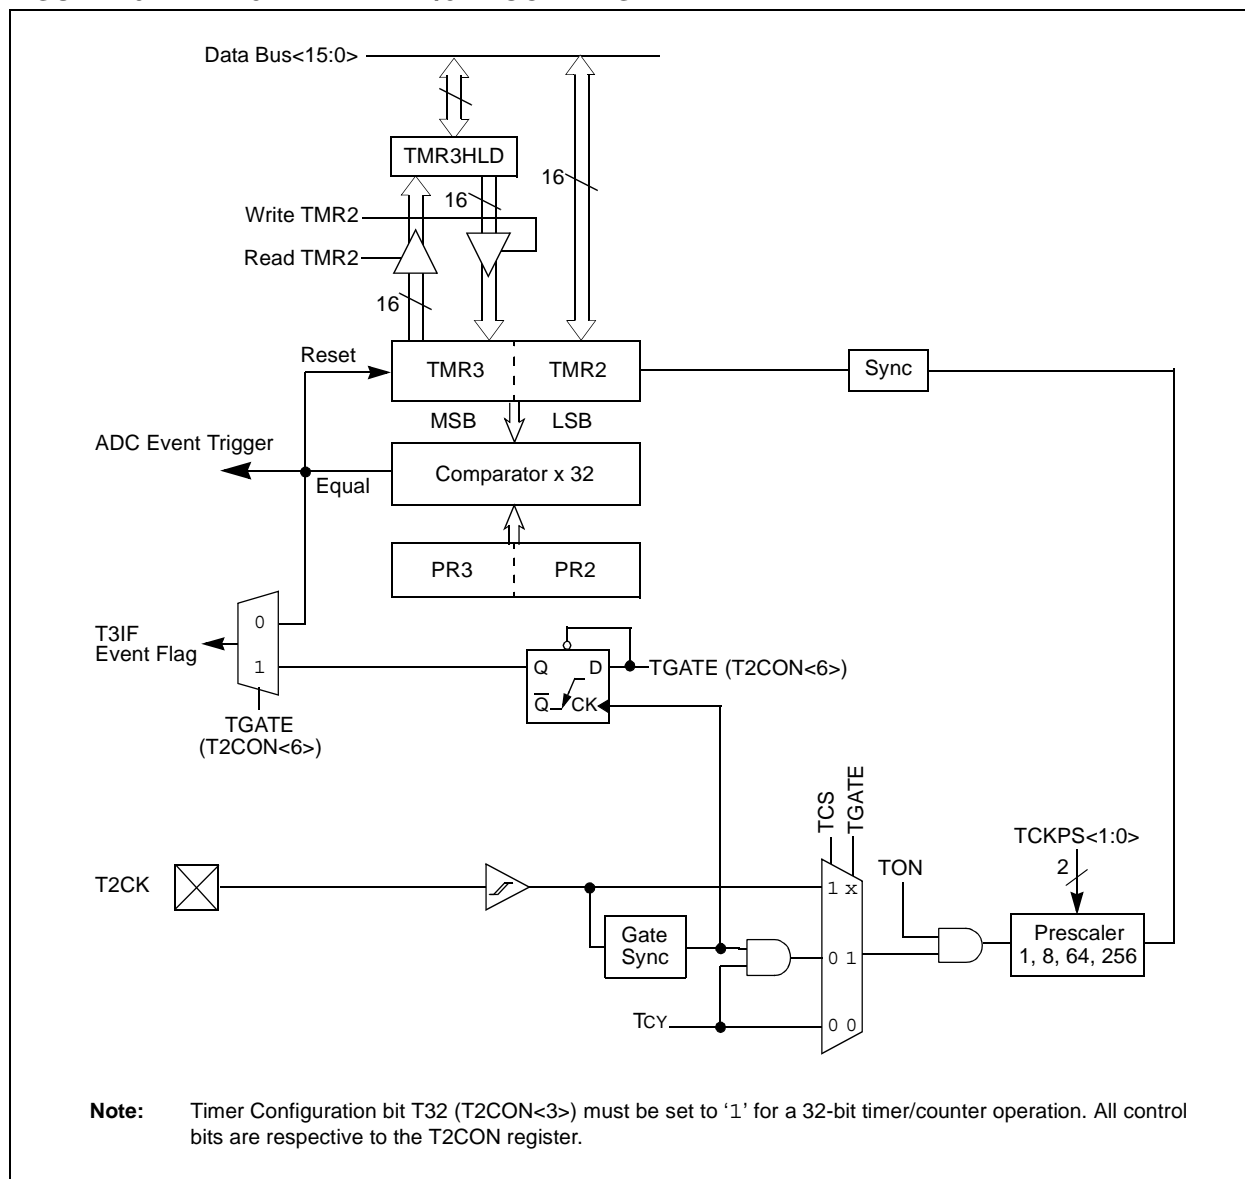 Data Bus<15:0>
TMR3HLD
16
16
Write TMR2
Read TMR2
16
Reset
TMR3
TMR2
Sync
MSB
LSB
ADC Event Trigger
Equal
Comparator x 32
PR3
PR2
0
1
T3IF
Event Flag
Q
D
TGATE (T2CON<6>)
Q
CK
TGATE
(T2CON<6>)
TCS
TGATE
TCKPS<1:0>
2
TON
T2CK
1 x
Gate
Sync
0 1
Prescaler
1, 8, 64, 256
TCY
0 0
Note: Timer Configuration bit T32 (T2CON<3>) must be set to ‘1’ for a 32-bit timer/counter operation. All control
bits are respective to the T2CON register.